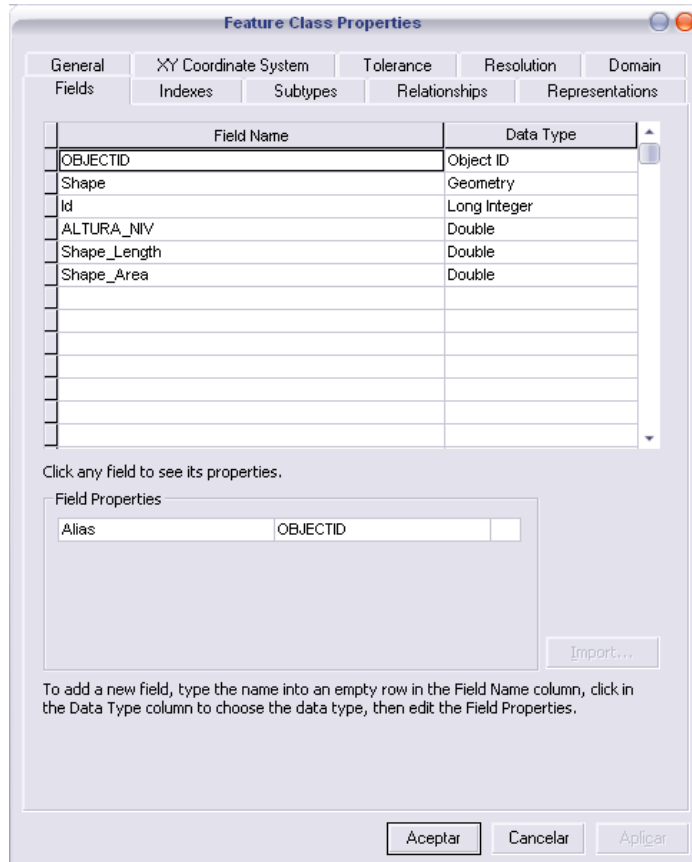 Feature Class Properties
General XY Coordinate System Tolerance Resolution Domain
Fields Indexes Subtypes Relationships Representations
Field Name Data Type
OBJECTID Object ID
Shape Geometry
Id Long Integer
ALTURA_NIV Double
Shape_Length Double
Shape_Area Double
Click any field to see its properties.
Field Properties
Alias OBJECTID
Import...
To add a new field, type the name into an empty row in the Field Name column, click in
the Data Type column to choose the data type, then edit the Field Properties.
Aceptar Cancelar Aplicar